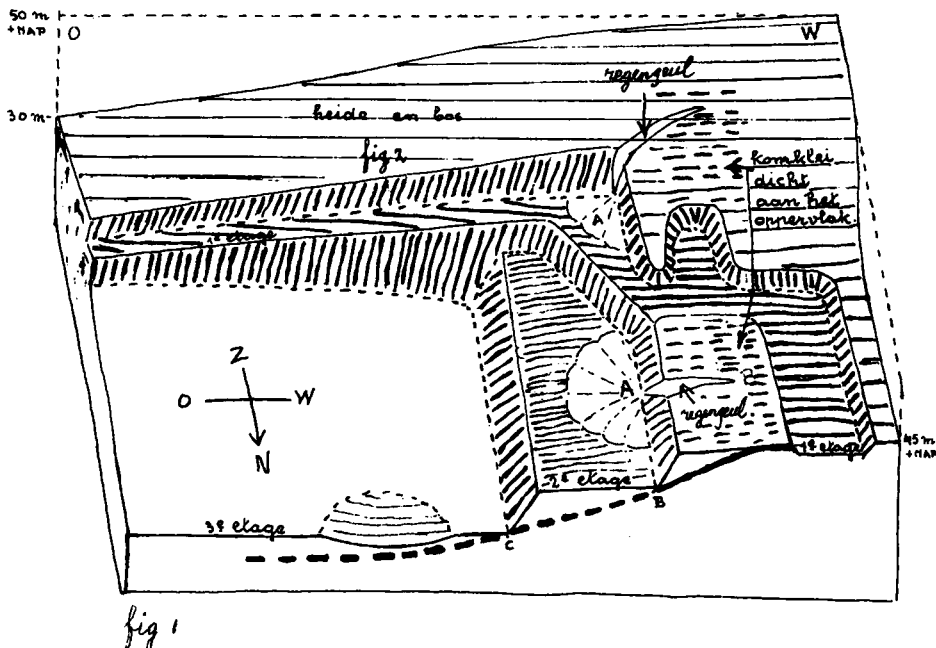 50 m
+NAP
O
W
regengeul
30 m
heide en bos
fig 2
komklei
dicht
aan het
oppervlak.
A
1e etage
Z
O
W
N
A
A
B
regengeul
45 m
+NAP
1e etage
2e etage
B
3e etage
C
fig 1